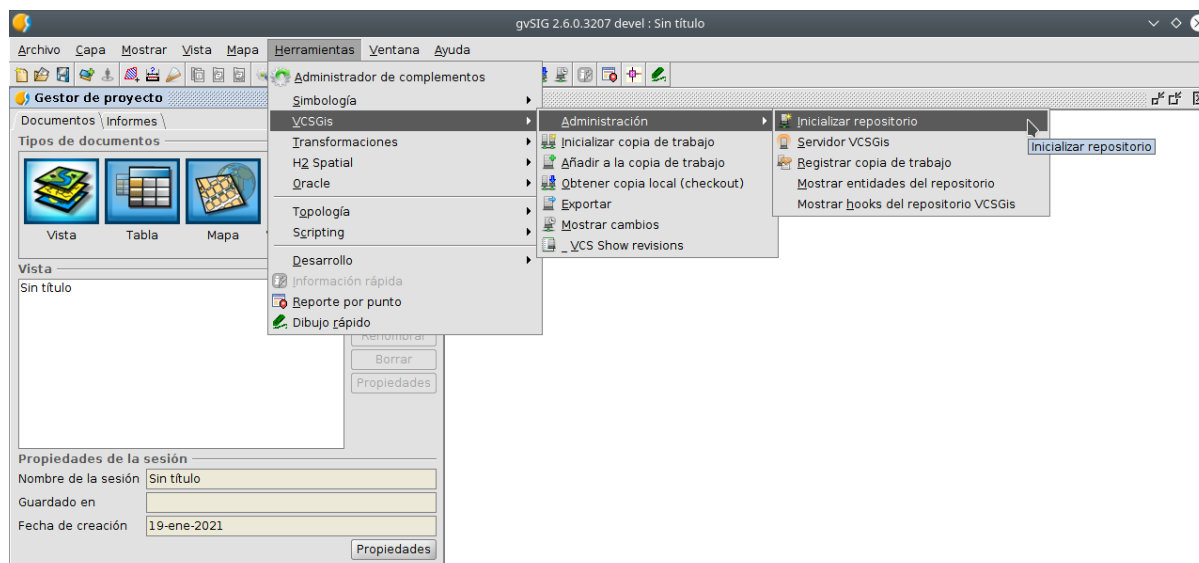 gvSIG 2.6.0.3207 devel : Sin título
Archivo Capa Mostrar Vista Mapa Herramientas Ventana Ayuda
Gestor de proyecto
Documentos Informes
Tipos de documentos
Vista Tabla Mapa
Vista
Sin título
Renombrar
Borrar
Propiedades
Propiedades de la sesión
Nombre de la sesión Sin título
Guardado en
Fecha de creación 19-ene-2021
Propiedades
Administrador de complementos
Simbología
VCSGis
Transformaciones
H2 Spatial
Oracle
Topología
Scripting
Desarrollo
Información rápida
Reporte por punto
Dibujo rápido
Administración
Inicializar copia de trabajo
Añadir a la copia de trabajo
Obtener copia local (checkout)
Exportar
Mostrar cambios
_VCS Show revisions
Inicializar repositorio
Servidor VCSGis
Registrar copia de trabajo
Mostrar entidades del repositorio
Mostrar hooks del repositorio VCSGis
Inicializar repositorio